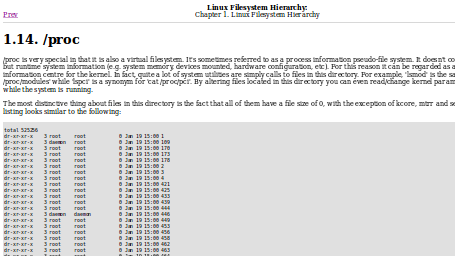 Linux Filesystem Hierarchy:
Prev
Chapter 1. Linux Filesystem Hierarchy
1.14. /proc
/proc is very special in that it is also a virtual filesystem. It's sometimes referred to as a process information pseudo-file system. It doesn't co
but runtime system information (e.g. system memory, devices mounted, hardware configuration, etc). For this reason it can be regarded as a
information centre for the kernel. In fact, quite a lot of system utilities are simply calls to files in this directory. For example, 'lsmod' is the sa
/proc/modules' while 'lspci' is a synonym for 'cat /proc/pci'. By altering files located in this directory you can even read/change kernel param
while the system is running.
The most distinctive thing about files in this directory is the fact that all of them have a file size of 0, with the exception of kcore, mtrr and se
listing looks similar to the following:
total 525256
dr-xr-xr-x 3 root root 0 Jan 19 15:00 1
dr-xr-xr-x 3 daemon root 0 Jan 19 15:00 109
dr-xr-xr-x 3 root root 0 Jan 19 15:00 170
dr-xr-xr-x 3 root root 0 Jan 19 15:00 173
dr-xr-xr-x 3 root root 0 Jan 19 15:00 178
dr-xr-xr-x 3 root root 0 Jan 19 15:00 2
dr-xr-xr-x 3 root root 0 Jan 19 15:00 3
dr-xr-xr-x 3 root root 0 Jan 19 15:00 4
dr-xr-xr-x 3 root root 0 Jan 19 15:00 421
dr-xr-xr-x 3 root root 0 Jan 19 15:00 425
dr-xr-xr-x 3 root root 0 Jan 19 15:00 433
dr-xr-xr-x 3 root root 0 Jan 19 15:00 439
dr-xr-xr-x 3 root root 0 Jan 19 15:00 444
dr-xr-xr-x 3 daemon daemon 0 Jan 19 15:00 446
dr-xr-xr-x 3 root root 0 Jan 19 15:00 449
dr-xr-xr-x 3 root root 0 Jan 19 15:00 453
dr-xr-xr-x 3 root root 0 Jan 19 15:00 456
dr-xr-xr-x 3 root root 0 Jan 19 15:00 458
dr-xr-xr-x 3 root root 0 Jan 19 15:00 462
dr-xr-xr-x 3 root root 0 Jan 19 15:00 463